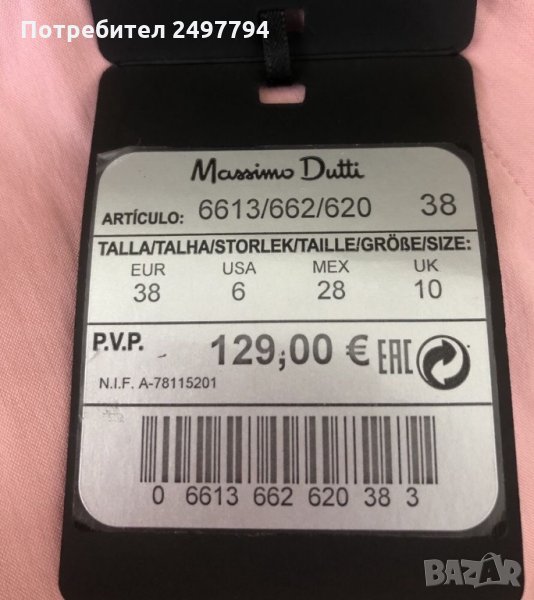 Потребител 2497794
Massimo Dutti
ARTÍCULO: 6613/662/620 38
TALLA/TALHA/STORLEK/TAILLE/GRÖßE/SIZE:
EUR USA MEX UK
38 6 28 10
P.V.P. 129,00 € EAC
N.I.F. A-78115201
0 6613 662 620 38 3
BAZAR